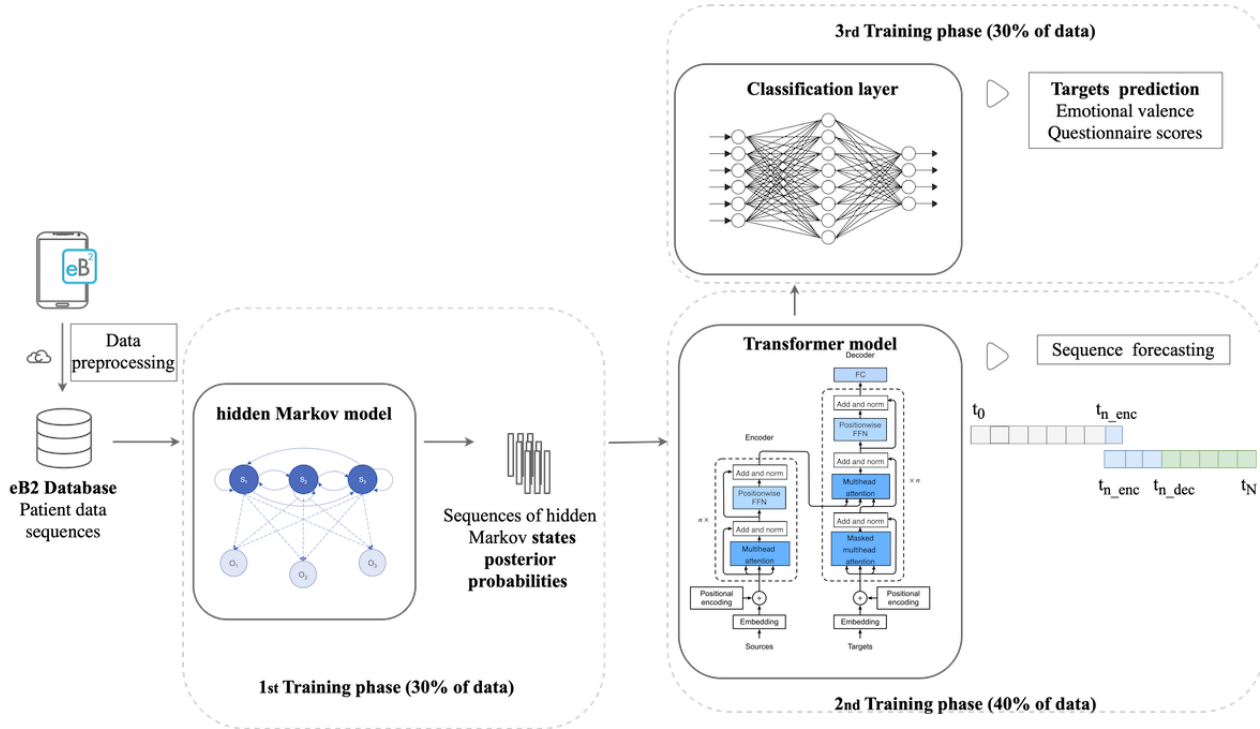 3rd Training phase (30% of data)
Classification layer
Targets prediction
Emotional valence
Questionnaire scores
eB2
Data
preprocessing
eB2 Database
Patient data
sequences
hidden Markov model
S1
S2
S3
O1
O2
O3
Sequences of hidden
Markov states
posterior
probabilities
1st Training phase (30% of data)
Transformer model
Decoder
FC
Add and norm
Positionwise
FFN
Add and norm
Multihead
attention
× n
Add and norm
Masked
multihead
attention
Positional
encoding
Embedding
Targets
Encoder
Add and norm
Positionwise
FFN
n ×
Add and norm
Multihead
attention
Positional
encoding
Embedding
Sources
Sequence forecasting
t0
tn_enc
tn_enc
tn_dec
tN
2nd Training phase (40% of data)